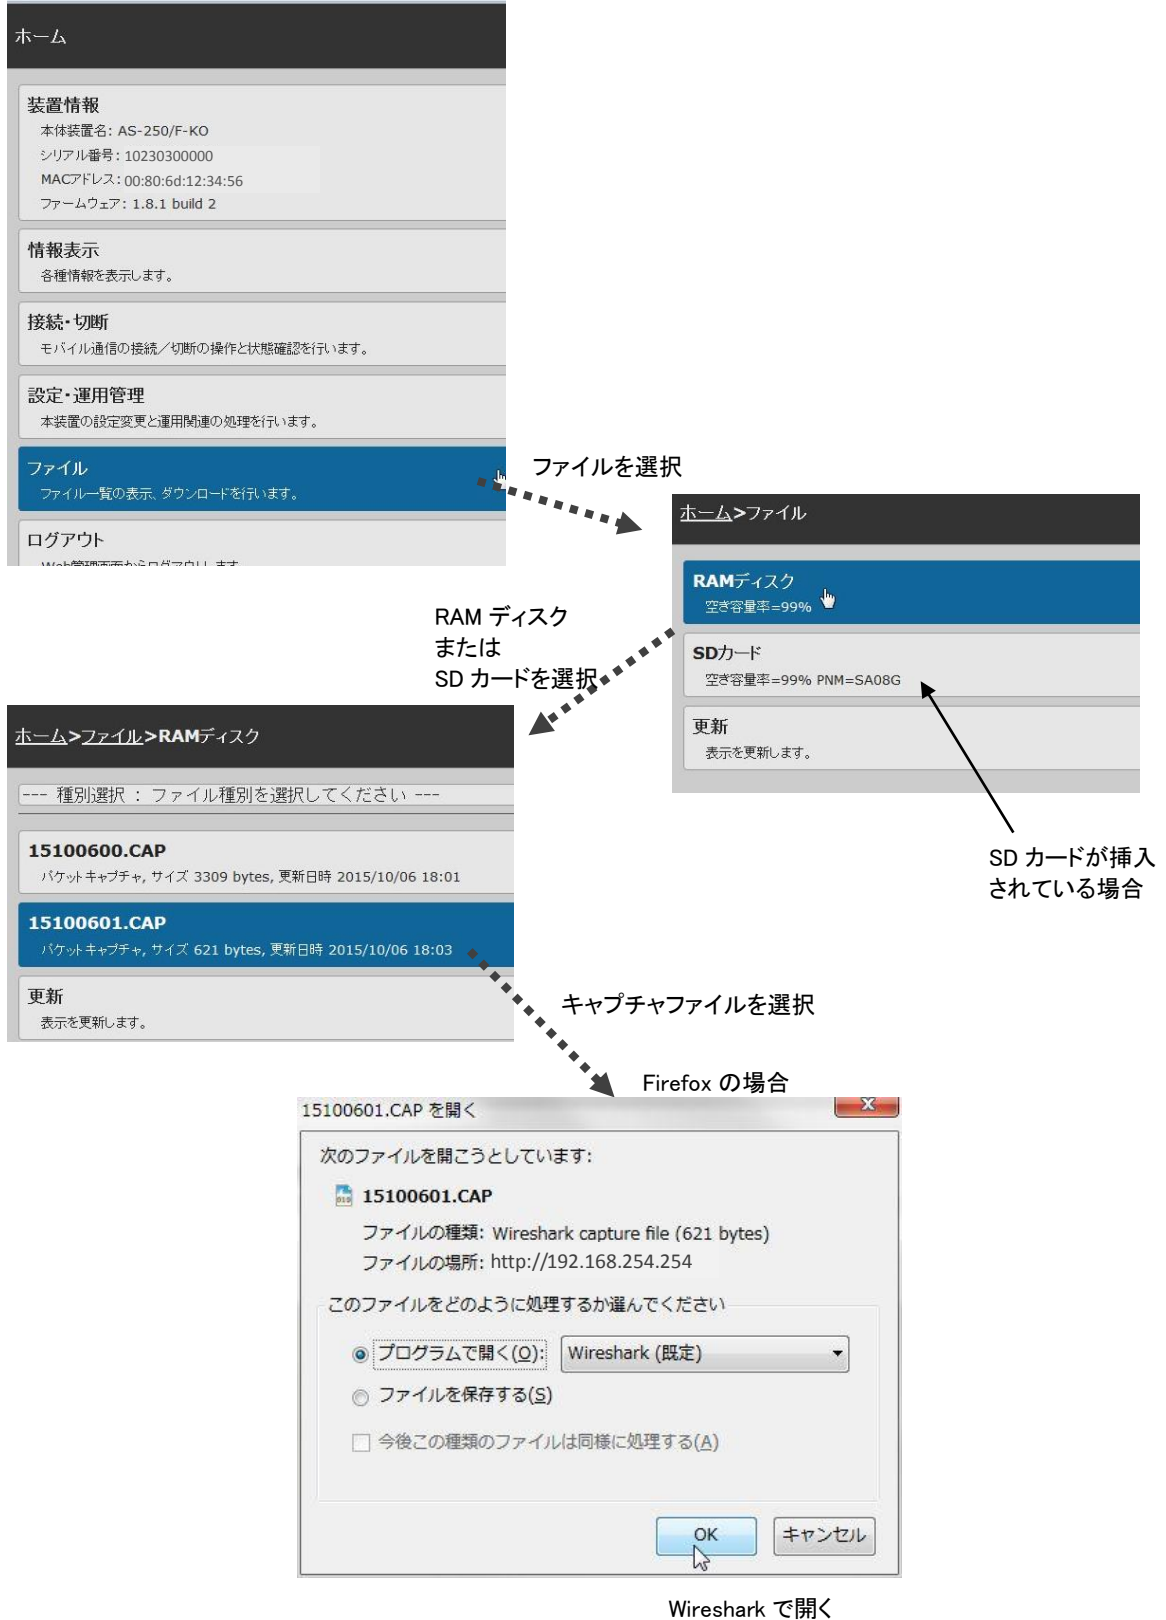 ホーム
装置情報
本体装置名: AS-250/F-KO
シリアル番号: 10230300000
MACアドレス: 00:80:6d:12:34:56
ファームウェア: 1.8.1 build 2
情報表示
各種情報を表示します。
接続・切断
モバイル通信の接続／切断の操作と状態確認を行います。
設定・運用管理
本装置の設定変更と運用関連の処理を行います。
ファイル
ファイル一覧の表示、ダウンロードを行います。
ログアウト
Web管理画面からログアウトします
ファイルを選択
ホーム>ファイル
RAMディスク
空き容量率=99%
SDカード
空き容量率=99% PNM=SA08G
更新
表示を更新します。
RAM ディスク
または
SD カードを選択
SD カードが挿入
されている場合
ホーム>ファイル>RAMディスク
--- 種別選択 : ファイル種別を選択してください ---
15100600.CAP
パケットキャプチャ, サイズ 3309 bytes, 更新日時 2015/10/06 18:01
15100601.CAP
パケットキャプチャ, サイズ 621 bytes, 更新日時 2015/10/06 18:03
更新
表示を更新します。
キャプチャファイルを選択
Firefox の場合
15100601.CAP を開く
次のファイルを開こうとしています:
15100601.CAP
ファイルの種類: Wireshark capture file (621 bytes)
ファイルの場所: http://192.168.254.254
このファイルをどのように処理するか選んでください
プログラムで開く(O): Wireshark (既定)
ファイルを保存する(S)
今後この種類のファイルは同様に処理する(A)
OK キャンセル
Wireshark で開く